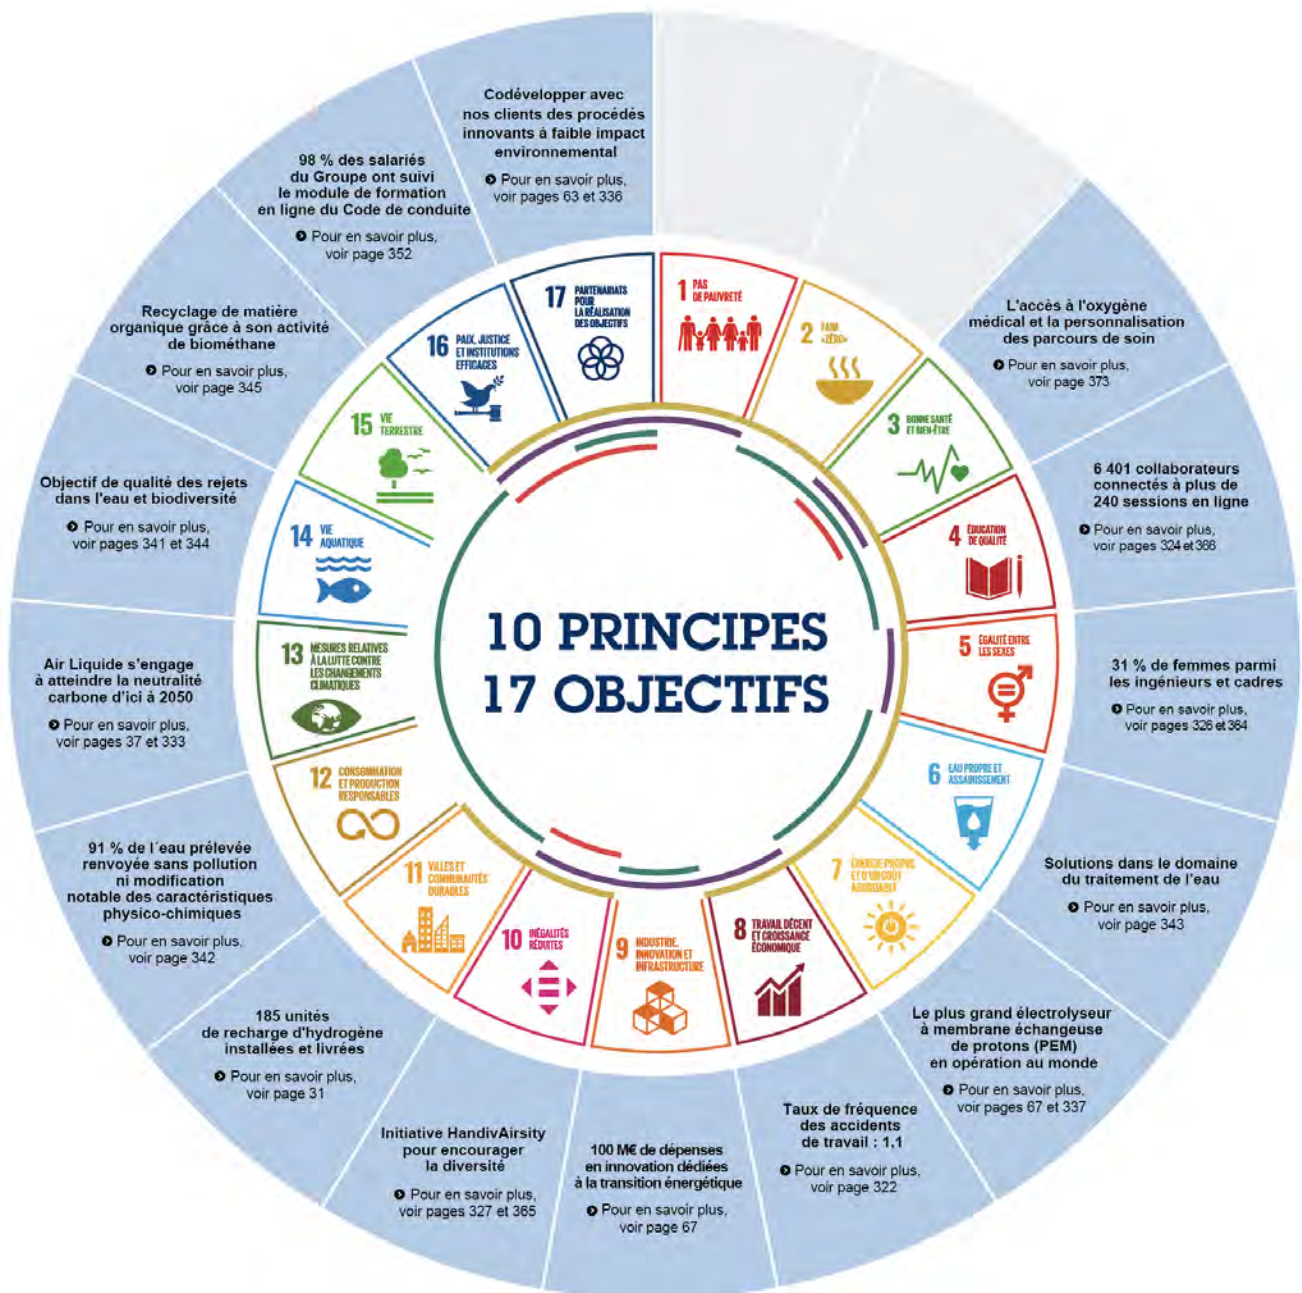 10 PRINCIPES
17 OBJECTIFS
1 PAS
DE PAUVRETÉ
2 FAIM
«ZÉRO»
3 BONNE SANTÉ
ET BIEN-ÊTRE
L'accès à l'oxygène
médical et la personnalisation
des parcours de soin
Pour en savoir plus,
voir page 373
4 ÉDUCATION
DE QUALITÉ
6 401 collaborateurs
connectés à plus de
240 sessions en ligne
Pour en savoir plus,
voir pages 324 et 366
5 ÉGALITÉ ENTRE
LES SEXES
31 % de femmes parmi
les ingénieurs et cadres
Pour en savoir plus,
voir pages 326 et 364
6 EAU PROPRE ET
ASSAINISSEMENT
Solutions dans le domaine
du traitement de l'eau
Pour en savoir plus,
voir page 343
7 ÉNERGIE PROPRE
ET D'UN COÛT
ABORDABLE
Le plus grand électrolyseur
à membrane échangeuse
de protons (PEM)
en opération au monde
Pour en savoir plus,
voir pages 67 et 337
8 TRAVAIL DÉCENT
ET CROISSANCE
ÉCONOMIQUE
Taux de fréquence
des accidents
de travail : 1,1
Pour en savoir plus,
voir page 322
9 INDUSTRIE,
INNOVATION ET
INFRASTRUCTURE
100 M€ de dépenses
en innovation dédiées
à la transition énergétique
Pour en savoir plus,
voir page 67
10 INÉGALITÉS
RÉDUITES
Initiative HandivAirsity
pour encourager
la diversité
Pour en savoir plus,
voir pages 327 et 365
11 VILLES ET
COMMUNAUTÉS
DURABLES
185 unités
de recharge d'hydrogène
installées et livrées
Pour en savoir plus,
voir page 31
12 CONSOMMATION
ET PRODUCTION
RESPONSABLES
91 % de l´eau prélevée
renvoyée sans pollution
ni modification
notable des caractéristiques
physico-chimiques
Pour en savoir plus,
voir page 342
13 MESURES RELATIVES
À LA LUTTE CONTRE
LES CHANGEMENTS
CLIMATIQUES
Air Liquide s'engage
à atteindre la neutralité
carbone d'ici à 2050
Pour en savoir plus,
voir pages 37 et 333
14 VIE
AQUATIQUE
Objectif de qualité des rejets
dans l'eau et biodiversité
Pour en savoir plus,
voir pages 341 et 344
15 VIE
TERRESTRE
Recyclage de matière
organique grâce à son activité
de biométhane
Pour en savoir plus,
voir page 345
16 PAIX, JUSTICE
ET INSTITUTIONS
EFFICACES
98 % des salariés
du Groupe ont suivi
le module de formation
en ligne du Code de conduite
Pour en savoir plus,
voir page 352
17 PARTENARIATS
POUR
LA RÉALISATION
DES OBJECTIFS
Codévelopper avec
nos clients des procédés
innovants à faible impact
environnemental
Pour en savoir plus,
voir pages 63 et 336